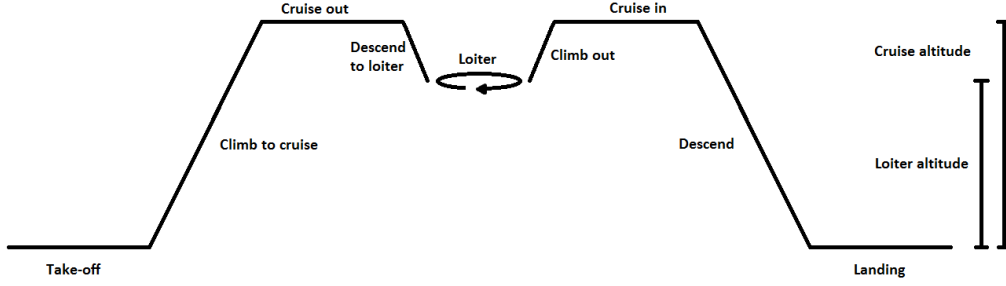 Cruise out
Cruise in
Descend
to loiter
Loiter
Climb out
Cruise altitude
Climb to cruise
Descend
Loiter altitude
Take-off
Landing